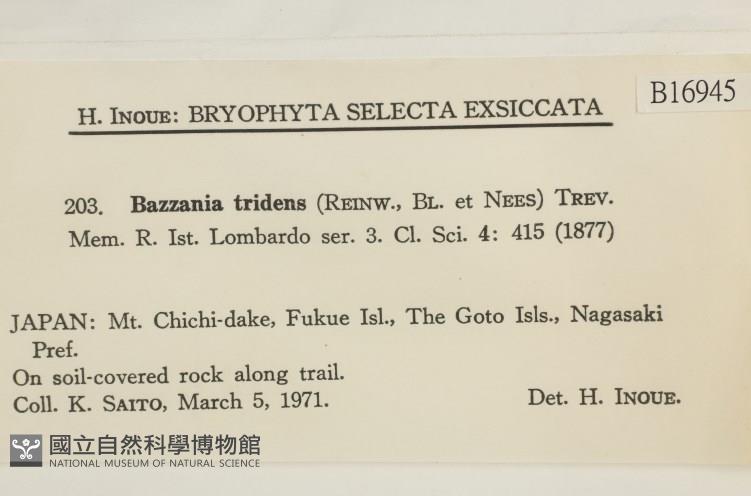 B16945
H. INOUE: BRYOPHYTA SELECTA EXSICCATA
203. Bazzania tridens (REINW., BL. et NEES) TREV.
Mem. R. Ist. Lombardo ser. 3. Cl. Sci. 4: 415 (1877)
JAPAN: Mt. Chichi-dake, Fukue Isl., The Goto Isls., Nagasaki
Pref.
On soil-covered rock along trail.
Coll. K. SAITO, March 5, 1971. Det. H. INOUE.
國立自然科學博物館
NATIONAL MUSEUM OF NATURAL SCIENCE